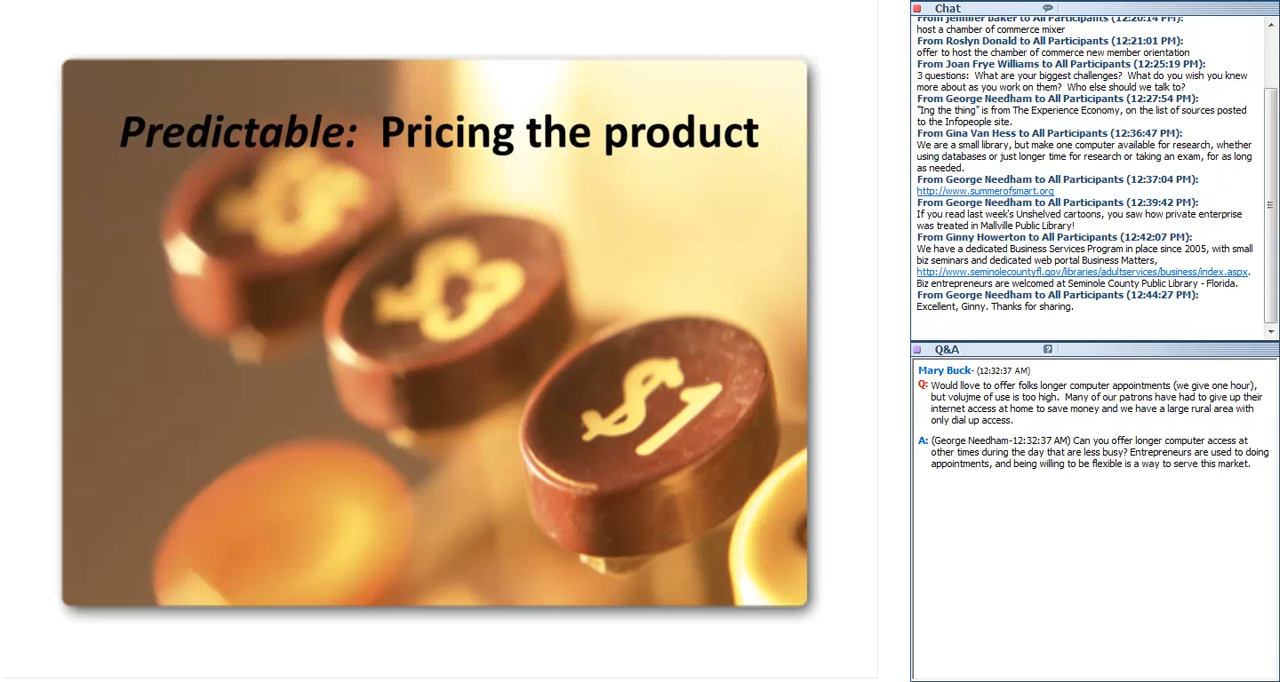 Predictable: Pricing the product
$
1
Chat
From Jennifer Baker to All Participants (12:20:14 PM):
host a chamber of commerce mixer
From Roslyn Donald to All Participants (12:21:01 PM):
offer to host the chamber of commerce new member orientation
From Joan Frye Williams to All Participants (12:25:19 PM):
3 questions:  What are your biggest challenges?  What do you wish you knew
more about as you work on them?  Who else should we talk to?
From George Needham to All Participants (12:27:54 PM):
"Ing the thing" is from The Experience Economy, on the list of sources posted
to the Infopeople site.
From Gina Van Hess to All Participants (12:36:47 PM):
We are a small library, but make one computer available for research, whether
using databases or just longer time for research or taking an exam, for as long
as needed.
From George Needham to All Participants (12:37:04 PM):
http://www.summerofsmart.org
From George Needham to All Participants (12:39:42 PM):
If you read last week's Unshelved cartoons, you saw how private enterprise
was treated in Mallville Public Library!
From Ginny Howerton to All Participants (12:42:07 PM):
We have a dedicated Business Services Program in place since 2005, with small
biz seminars and dedicated web portal Business Matters,
http://www.seminolecountyfl.gov/libraries/adultservices/business/index.aspx.
Biz entrepreneurs are welcomed at Seminole County Public Library - Florida.
From George Needham to All Participants (12:44:27 PM):
Excellent, Ginny. Thanks for sharing.
Q&A
Mary Buck- (12:32:37 AM)
Q: Would llove to offer folks longer computer appointments (we give one hour),
but volujme of use is too high.  Many of our patrons have had to give up their
internet access at home to save money and we have a large rural area with
only dial up access.
A: (George Needham-12:32:37 AM) Can you offer longer computer access at
other times during the day that are less busy? Entrepreneurs are used to doing
appointments, and being willing to be flexible is a way to serve this market.